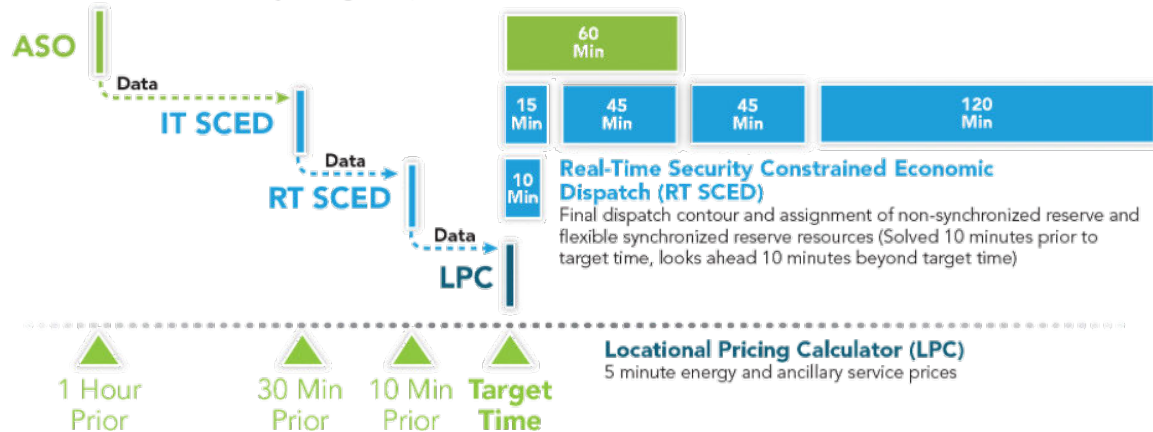 ASO
60
Min
Data
IT SCED
15
Min
45
Min
45
Min
120
Min
Data
RT SCED
10
Min
Real-Time Security Constrained Economic
Dispatch (RT SCED)
Final dispatch contour and assignment of non-synchronized reserve and
flexible synchronized reserve resources (Solved 10 minutes prior to
target time, looks ahead 10 minutes beyond target time)
Data
LPC
1 Hour
Prior
30 Min
Prior
10 Min
Prior
Target
Time
Locational Pricing Calculator (LPC)
5 minute energy and ancillary service prices